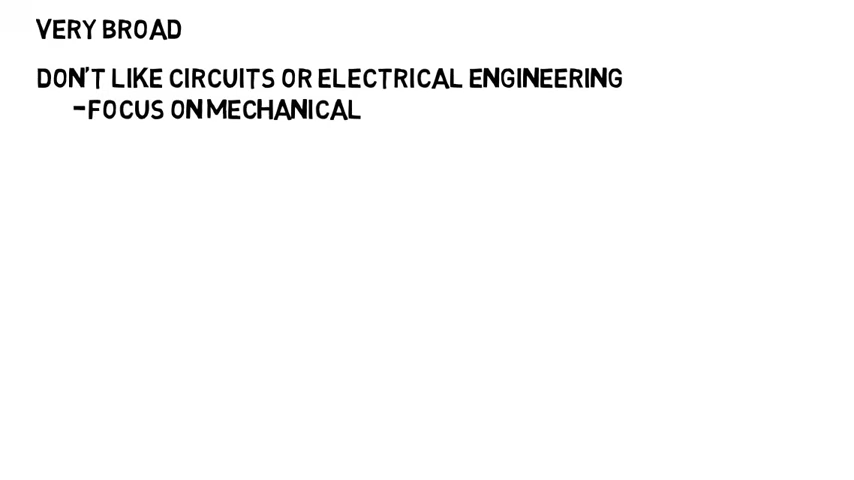 VERY BROAD
DON'T LIKE CIRCUITS OR ELECTRICAL ENGINEERING
-FOCUS ON MECHANICAL